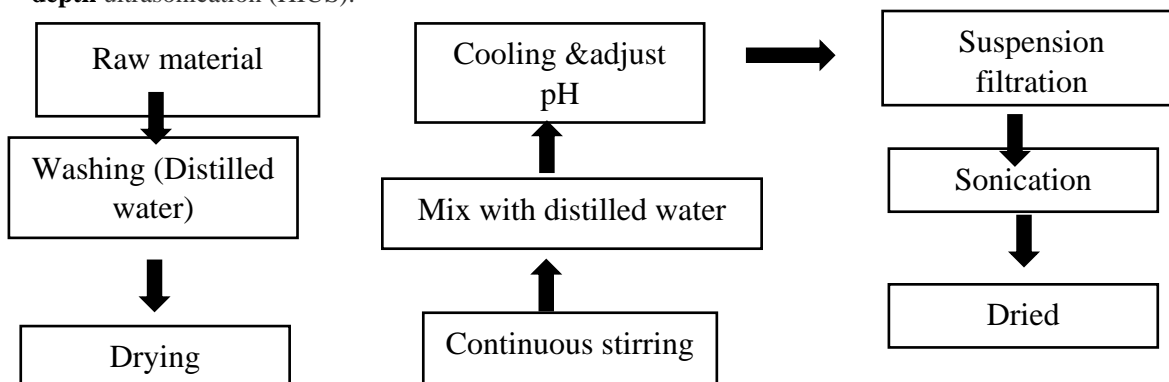 depth ultrasonication (HICS).
Raw material
Washing (Distilled
water)
Drying
Cooling &adjust
pH
Mix with distilled water
Continuous stirring
Suspension
filtration
Sonication
Dried